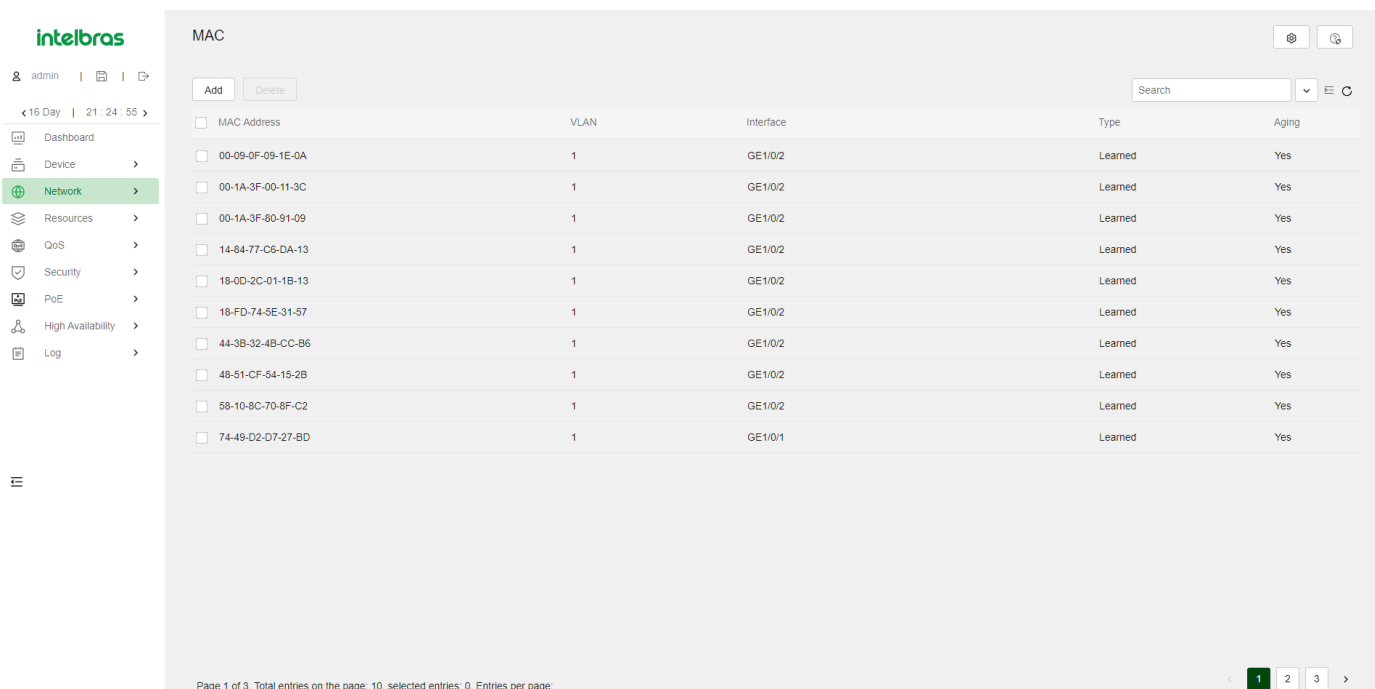 intelbras
MAC
admin | |
16 Day | 21 : 24 : 55
Add Delete Search
Dashboard
Device
Network
Resources
QoS
Security
PoE
High Availability
Log
MAC Address VLAN Interface Type Aging
00-09-0F-09-1E-0A 1 GE1/0/2 Learned Yes
00-1A-3F-00-11-3C 1 GE1/0/2 Learned Yes
00-1A-3F-80-91-09 1 GE1/0/2 Learned Yes
14-84-77-C6-DA-13 1 GE1/0/2 Learned Yes
18-0D-2C-01-1B-13 1 GE1/0/2 Learned Yes
18-FD-74-5E-31-57 1 GE1/0/2 Learned Yes
44-3B-32-4B-CC-B6 1 GE1/0/2 Learned Yes
48-51-CF-54-15-2B 1 GE1/0/2 Learned Yes
58-10-8C-70-8F-C2 1 GE1/0/2 Learned Yes
74-49-D2-D7-27-BD 1 GE1/0/1 Learned Yes
Page 1 of 3. Total entries on the page: 10, selected entries: 0. Entries per page:
1 2 3